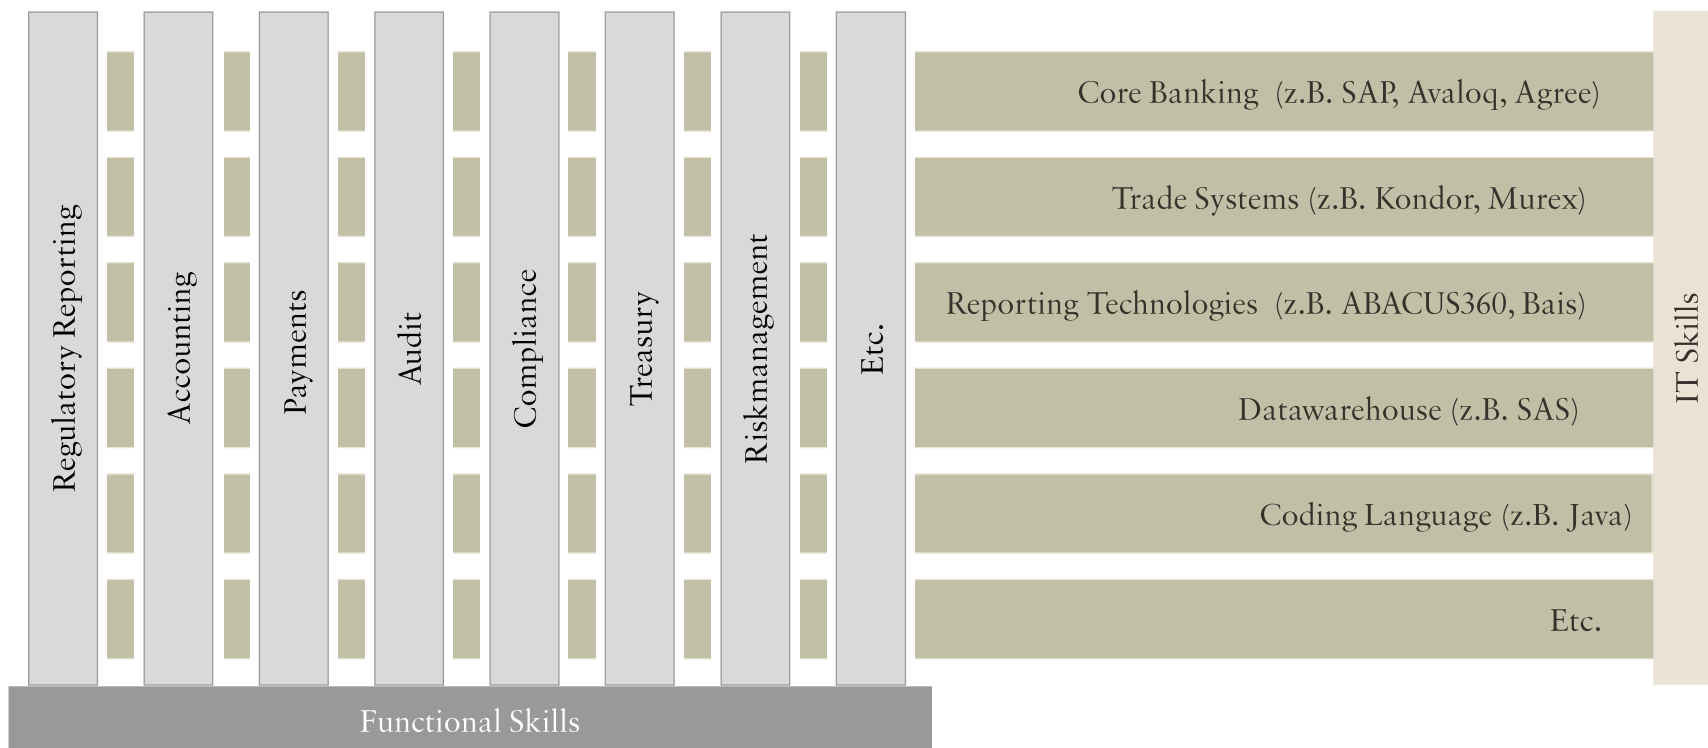 Regulatory Reporting
Accounting
Payments
Audit
Compliance
Treasury
Riskmanagement
Etc.
Core Banking (z.B. SAP, Avaloq, Agree)
Trade Systems (z.B. Kondor, Murex)
Reporting Technologies (z.B. ABACUS360, Bais)
Datawarehouse (z.B. SAS)
Coding Language (z.B. Java)
Etc.
IT Skills
Functional Skills